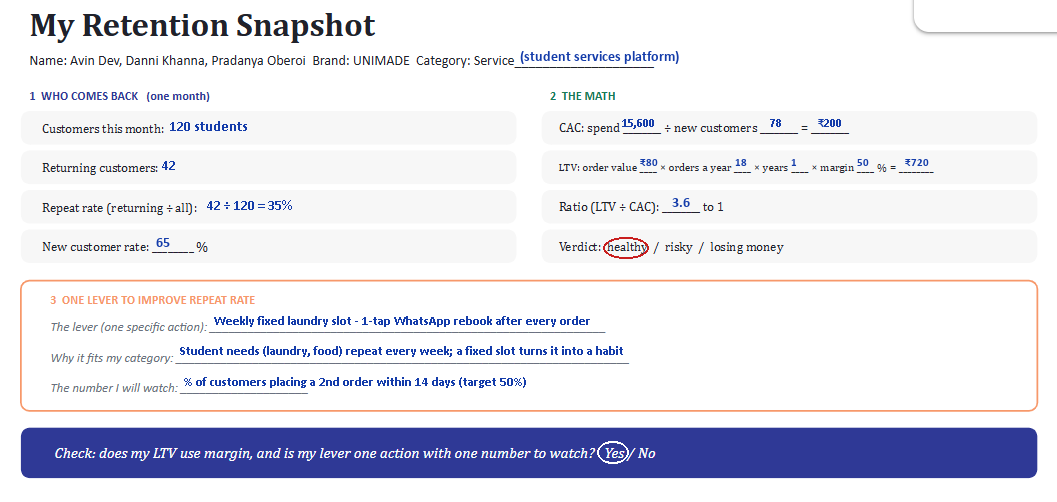 My Retention Snapshot
Name: Avin Dev, Danni Khanna, Pradanya Oberoi  Brand: UNIMADE  Category: Service (student services platform)
1  WHO COMES BACK  (one month)
Customers this month: 120 students
Returning customers: 42
Repeat rate (returning ÷ all): 42 ÷ 120 = 35%
New customer rate: 65 %
2  THE MATH
CAC: spend 15,600 ÷ new customers 78 = ₹200
LTV: order value ₹80 × orders a year 18 × years 1 × margin 50 % = ₹720
Ratio (LTV ÷ CAC): 3.6 to 1
Verdict: healthy / risky / losing money
3  ONE LEVER TO IMPROVE REPEAT RATE
The lever (one specific action): Weekly fixed laundry slot - 1-tap WhatsApp rebook after every order
Why it fits my category: Student needs (laundry, food) repeat every week; a fixed slot turns it into a habit
The number I will watch: % of customers placing a 2nd order within 14 days (target 50%)
Check: does my LTV use margin, and is my lever one action with one number to watch? Yes / No